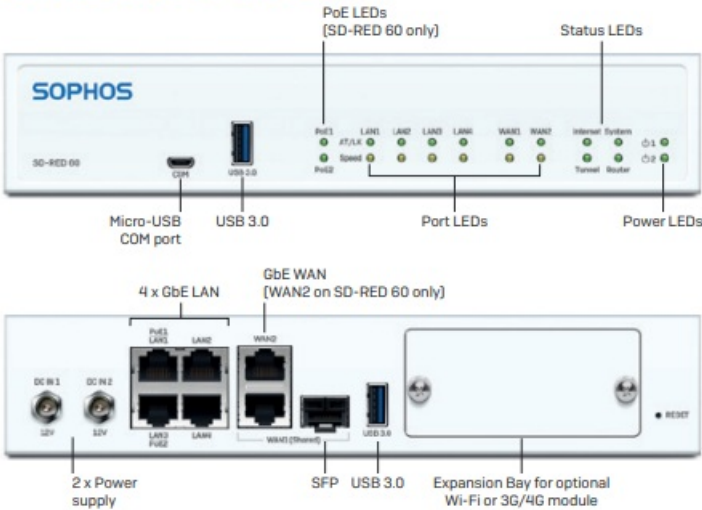 PoE LEDs
(SD-RED 60 only)
Status LEDs
SOPHOS
SD-RED 60
COM
USB 3.0
PoE1 LAN1 LAN2 LAN3 LAN4 WAN1 WAN2 Internet System
AT/LK
1
PoE2 Speed Tunnel Router
2
Micro-USB
COM port
USB 3.0
Port LEDs
Power LEDs
4 x GbE LAN
GbE WAN
(WAN2 on SD-RED 60 only)
PoE1
LAN1 LAN2 WAN2
DC IN 1 DC IN 2
12V 12V
LAN3
PoE2
LAN4
WAN1 (Shared)
USB 3.0
RESET
2 x Power
supply
SFP
USB 3.0
Expansion Bay for optional
Wi-Fi or 3G/4G module